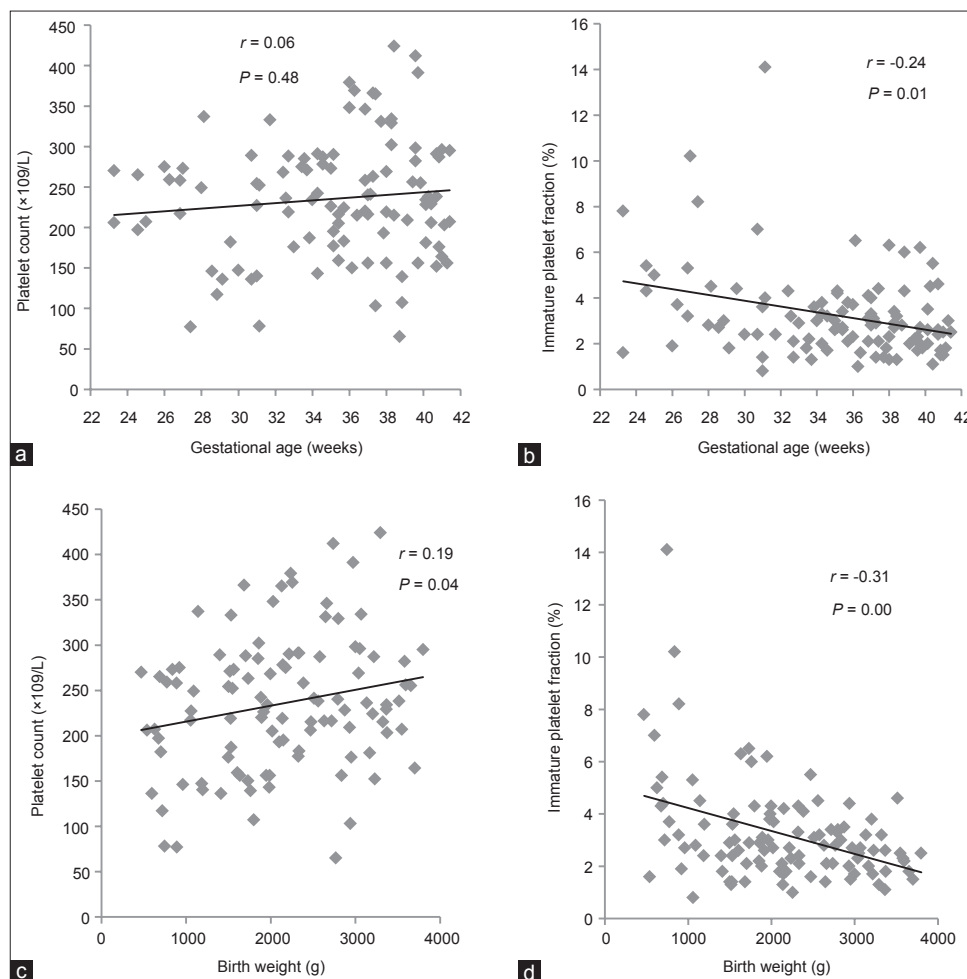 450
400
350
300
250
200
150
100
50
0
Platelet count (×109/L)
r = 0.06
P = 0.48
22 24 26 28 30 32 34 36 38 40 42
Gestational age (weeks)
a
16
14
12
10
8
6
4
2
0
Immature platelet fraction (%)
r = -0.24
P = 0.01
22 24 26 28 30 32 34 36 38 40 42
Gestational age (weeks)
b
450
400
350
300
250
200
150
100
50
0
Platelet count (×109/L)
r = 0.19
P = 0.04
0 1000 2000 3000 4000
Birth weight (g)
c
16
14
12
10
8
6
4
2
0
Immature platelet fraction (%)
r = -0.31
P = 0.00
0 1000 2000 3000 4000
Birth weight (g)
d